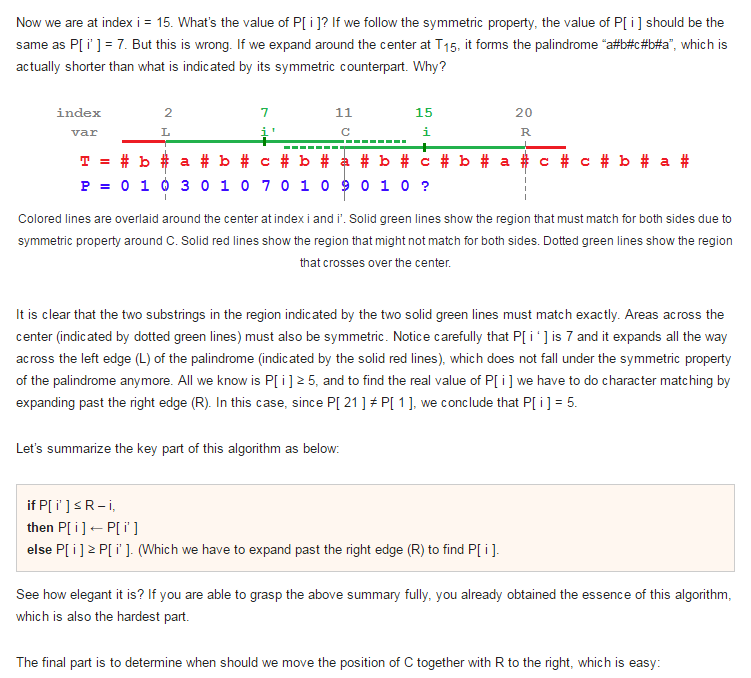 Now we are at index i = 15. What's the value of P[ i ]? If we follow the symmetric property, the value of P[ i ] should be the
same as P[ i' ] = 7. But this is wrong. If we expand around the center at T15, it forms the palindrome "a#b#c#b#a", which is
actually shorter than what is indicated by its symmetric counterpart. Why?
index 2 7 11 15 20
var L i' C i R
T = # b # a # b # c # b # a # b # c # b # a # c # c # b # a #
P = 0 1 0 3 0 1 0 7 0 1 0 9 0 1 0 ?
Colored lines are overlaid around the center at index i and i'. Solid green lines show the region that must match for both sides due to
symmetric property around C. Solid red lines show the region that might not match for both sides. Dotted green lines show the region
that crosses over the center.
It is clear that the two substrings in the region indicated by the two solid green lines must match exactly. Areas across the
center (indicated by dotted green lines) must also be symmetric. Notice carefully that P[ i ' ] is 7 and it expands all the way
across the left edge (L) of the palindrome (indicated by the solid red lines), which does not fall under the symmetric property
of the palindrome anymore. All we know is P[ i ] ≥ 5, and to find the real value of P[ i ] we have to do character matching by
expanding past the right edge (R). In this case, since P[ 21 ] ≠ P[ 1 ], we conclude that P[ i ] = 5.
Let's summarize the key part of this algorithm as below:
if P[ i' ] ≤ R – i,
then P[ i ] ← P[ i' ]
else P[ i ] ≥ P[ i' ]. (Which we have to expand past the right edge (R) to find P[ i ].
See how elegant it is? If you are able to grasp the above summary fully, you already obtained the essence of this algorithm,
which is also the hardest part.
The final part is to determine when should we move the position of C together with R to the right, which is easy: